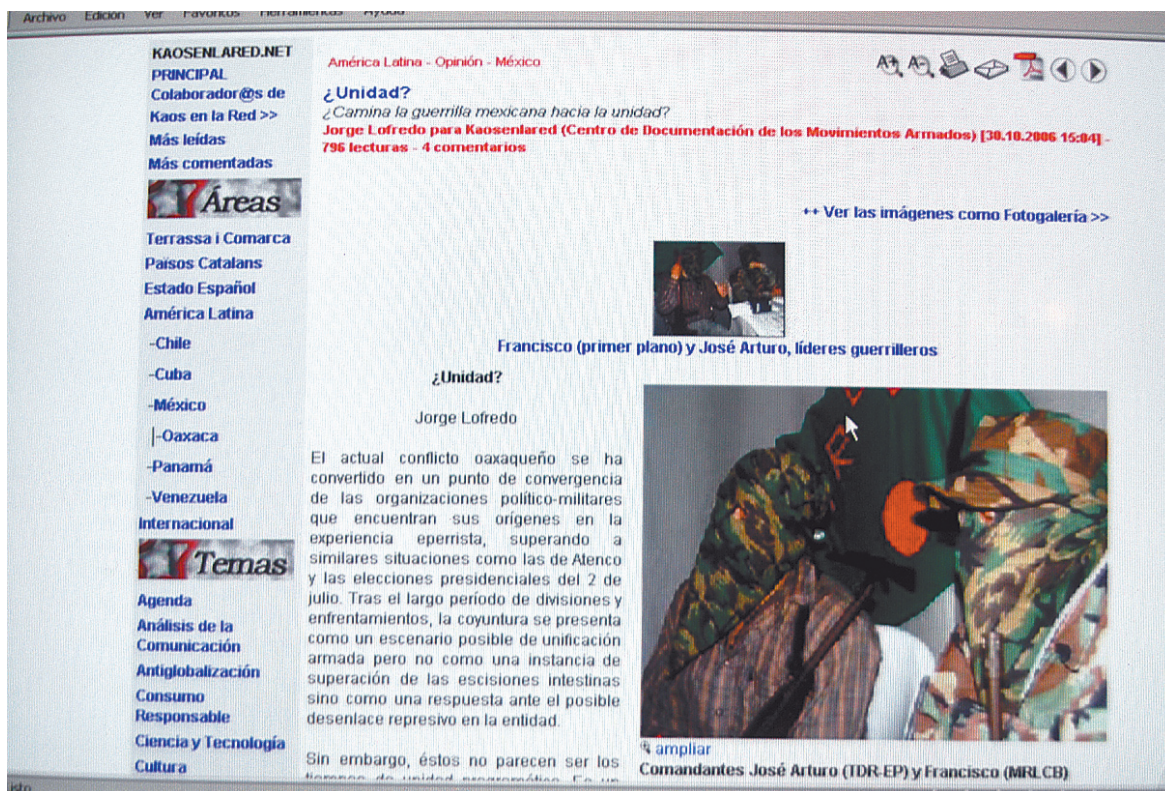 Archivo Edición Ver Favoritos Herramientas Ayuda
KAOSENLARED.NET
PRINCIPAL
Colaborador@s de
Kaos en la Red >>
Más leídas
Más comentadas
Áreas
Terrassa i Comarca
Països Catalans
Estado Español
América Latina
-Chile
-Cuba
-México
|-Oaxaca
-Panamá
-Venezuela
Internacional
Temas
Agenda
Análisis de la
Comunicación
Antiglobalización
Consumo
Responsable
Ciencia y Tecnología
Cultura
América Latina - Opinión - México
¿Unidad?
¿Camina la guerrilla mexicana hacia la unidad?
Jorge Lofredo para Kaosenlared (Centro de Documentación de los Movimientos Armados) [30.10.2006 15:04] -
796 lecturas - 4 comentarios
++ Ver las imágenes como Fotogalería >>
Francisco (primer plano) y José Arturo, líderes guerrilleros
¿Unidad?
Jorge Lofredo
El actual conflicto oaxaqueño se ha
convertido en un punto de convergencia
de las organizaciones político-militares
que encuentran sus orígenes en la
experiencia eperrista, superando a
similares situaciones como las de Atenco
y las elecciones presidenciales del 2 de
julio. Tras el largo período de divisiones y
enfrentamientos, la coyuntura se presenta
como un escenario posible de unificación
armada pero no como una instancia de
superación de las escisiones intestinas
sino como una respuesta ante el posible
desenlace represivo en la entidad.
Sin embargo, éstos no parecen ser los
tiempos de unidad programática. En un
ampliar
Comandantes José Arturo (TDR-EP) y Francisco (MRLCB)